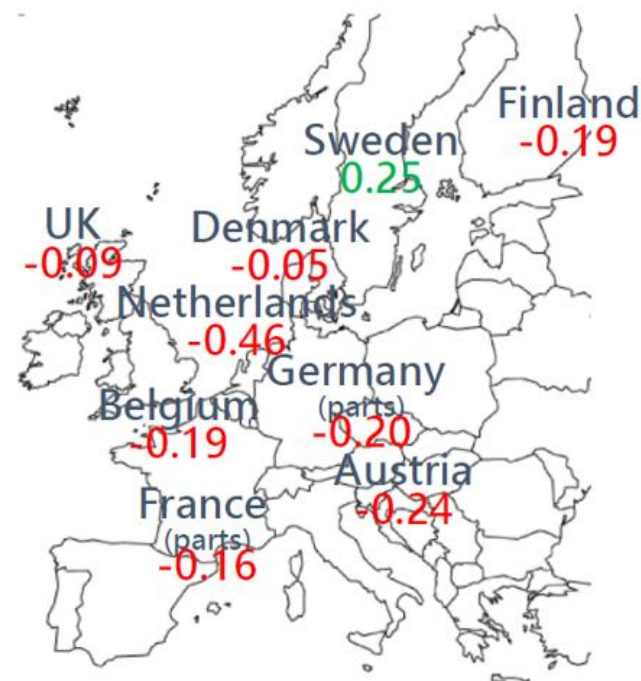 Finland
-0.19
Sweden
0.25
UK
-0.09
Denmark
-0.05
Netherlands
-0.46
Germany
(parts)
-0.20
Belgium
-0.19
Austria
-0.24
France
(parts)
-0.16